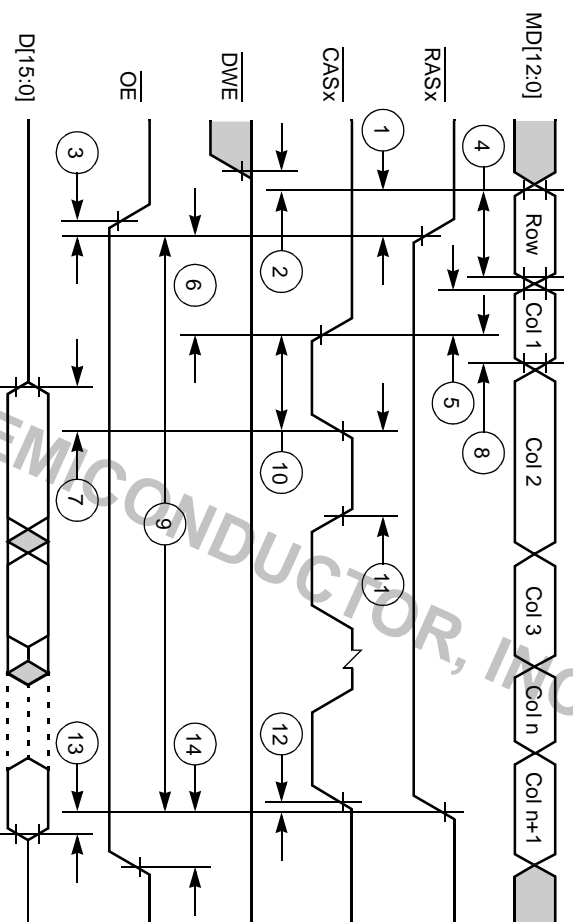 MD[12:0]
Row
Col 1
Col 2
Col 3
Col n
Col n+1
4
5
8
RASx
1
11
CASx
2
10
12
DWE
6
14
OE
9
3
7
13
D[15:0]
EMICONDUCTOR, INC